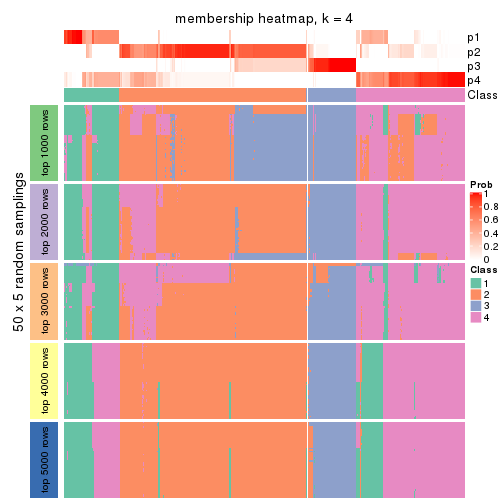 membership heatmap, k = 4
p1
p2
p3
p4
Class
50 x 5 random samplings
top 1000 rows
top 2000 rows
top 3000 rows
top 4000 rows
top 5000 rows
Prob
1
0.8
0.6
0.4
0.2
0
Class
1
2
3
4